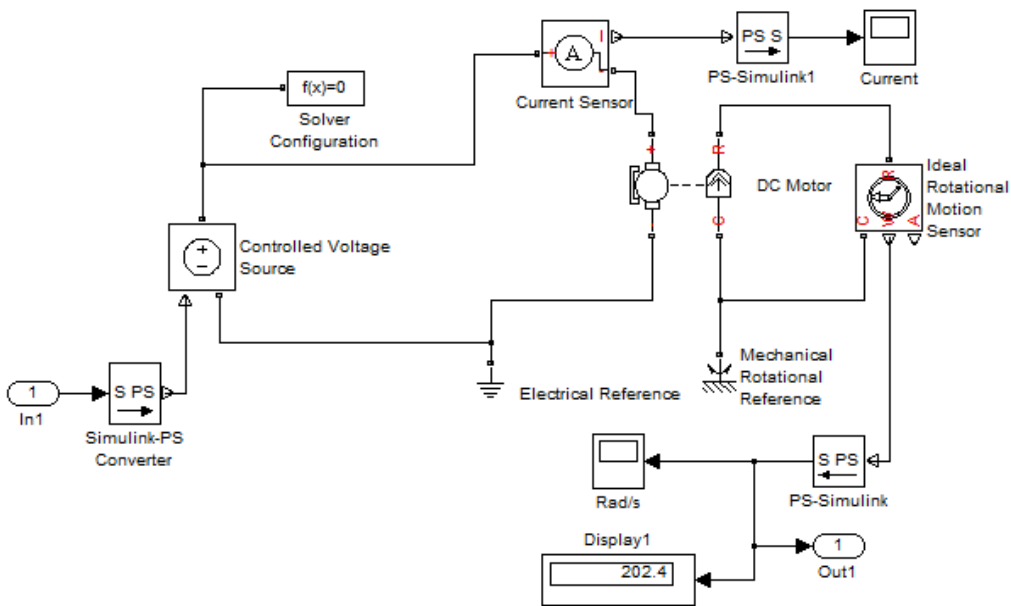 PS S
PS-Simulink1
Current
I
+
A
-
Current Sensor
f(x)=0
Solver
Configuration
+
R
DC Motor
-
C
Ideal
Rotational
Motion
Sensor
R
C
W
A
+
−
Controlled Voltage
Source
1
In1
S PS
Simulink-PS
Converter
Electrical Reference
Mechanical
Rotational
Reference
Rad/s
S PS
PS-Simulink
Display1
202.4
1
Out1